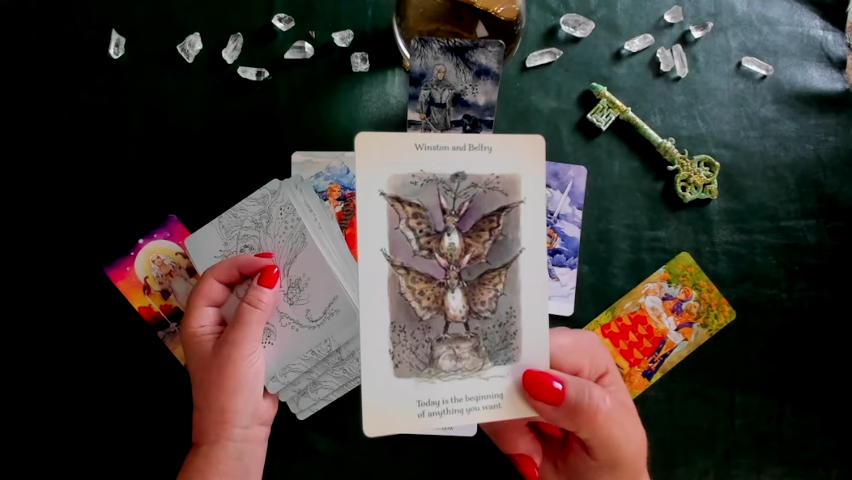 Winston and Belfry
Today is the beginning
of anything you want